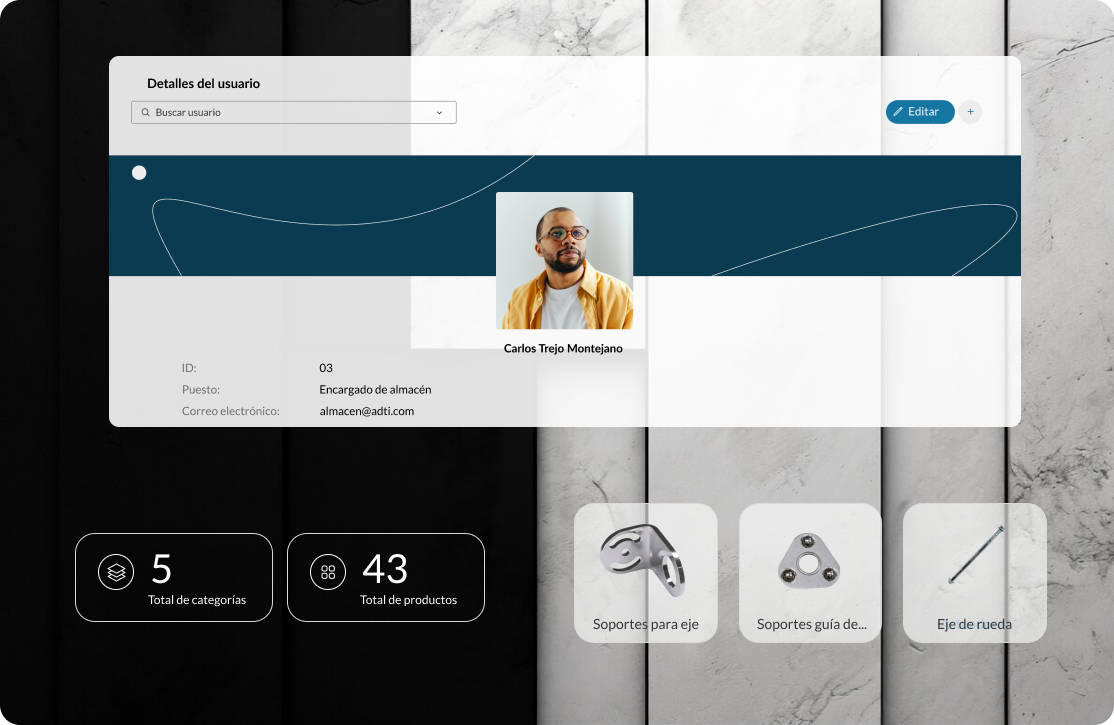 Detalles del usuario
Buscar usuario
Editar
+
Carlos Trejo Montejano
ID: 03
Puesto: Encargado de almacén
Correo electrónico: almacen@adti.com
5
Total de categorías
43
Total de productos
Soportes para eje
Soportes guía de...
Eje de rueda